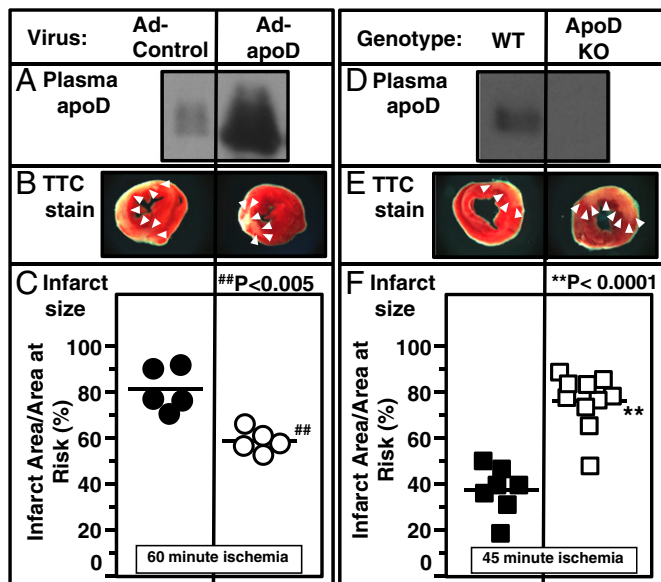 Virus: Ad-Control Ad-apoD
Genotype: WT ApoD KO
A Plasma apoD
D Plasma apoD
B TTC stain
E TTC stain
C Infarct size
##P<0.005
Infarct Area/Area at Risk (%)
100
80
60
40
20
0
##
60 minute ischemia
F Infarct size
**P< 0.0001
Infarct Area/Area at Risk (%)
100
80
60
40
20
0
**
45 minute ischemia